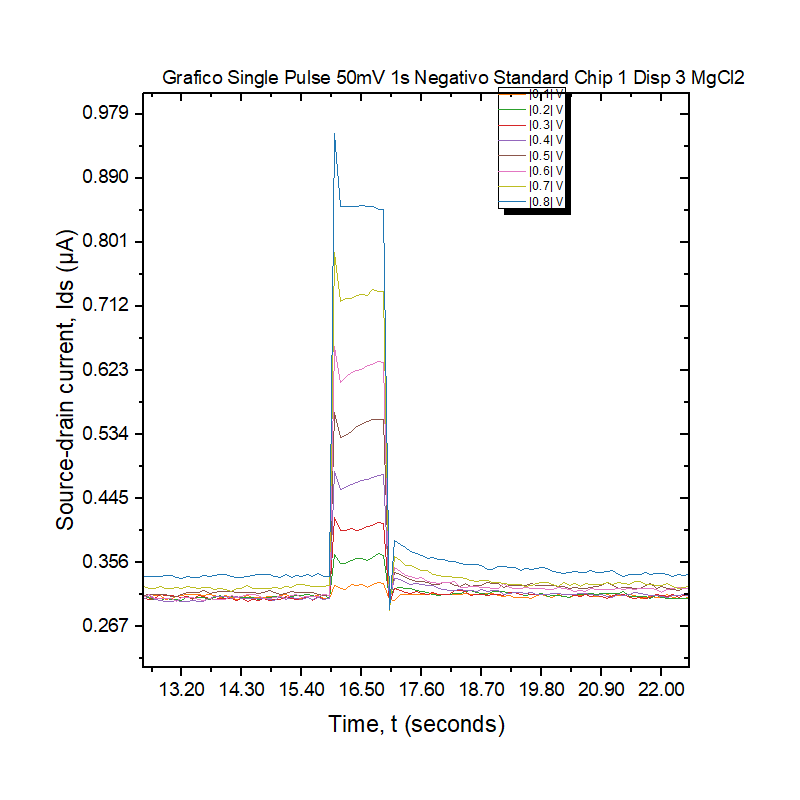 Grafico Single Pulse 50mV 1s Negativo Standard Chip 1 Disp 3 MgCl2
|0.1| V
|0.2| V
|0.3| V
|0.4| V
|0.5| V
|0.6| V
|0.7| V
|0.8| V
Source-drain current, Ids (µA)
0.979
0.890
0.801
0.712
0.623
0.534
0.445
0.356
0.267
13.20 14.30 15.40 16.50 17.60 18.70 19.80 20.90 22.00
Time, t (seconds)